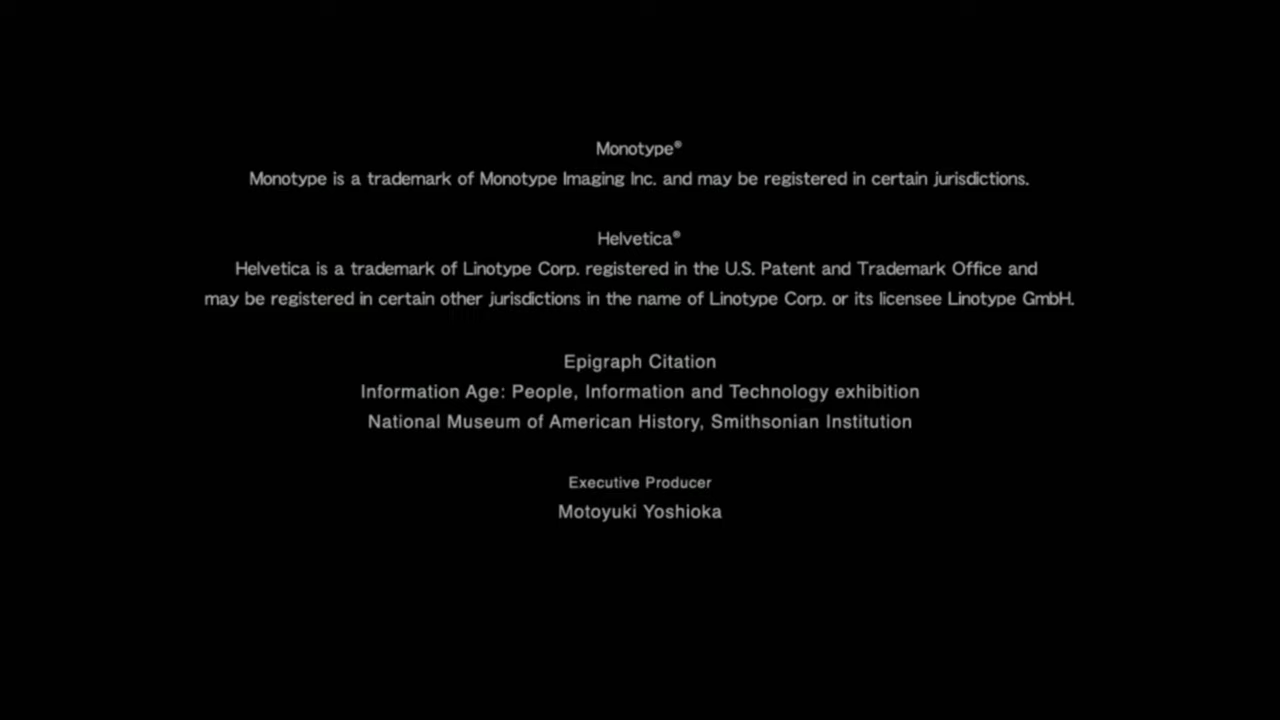 Monotype®
Monotype is a trademark of Monotype Imaging Inc. and may be registered in certain jurisdictions.
Helvetica®
Helvetica is a trademark of Linotype Corp. registered in the U.S. Patent and Trademark Office and
may be registered in certain other jurisdictions in the name of Linotype Corp. or its licensee Linotype GmbH.
Epigraph Citation
Information Age: People, Information and Technology exhibition
National Museum of American History, Smithsonian Institution
Executive Producer
Motoyuki Yoshioka